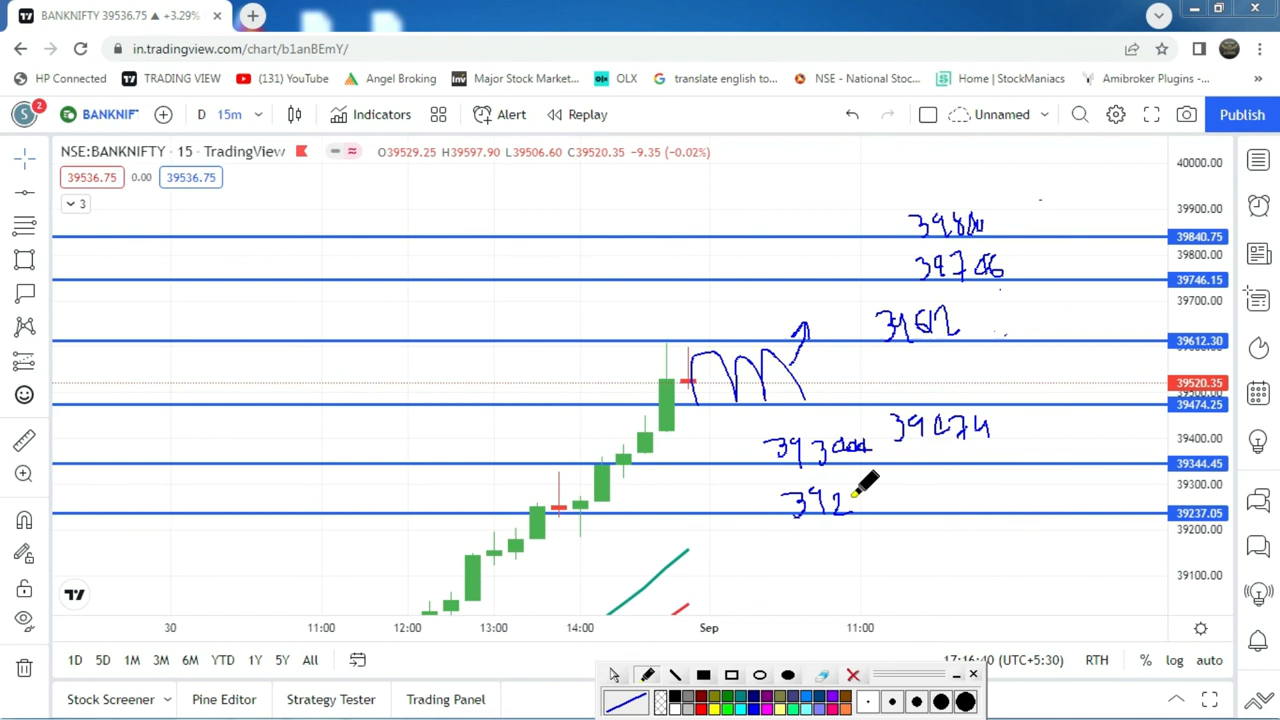 BANKNIFTY 39536.75 ▲ +3.29%
in.tradingview.com/chart/b1anBEmY/
HP Connected
TRADING VIEW
(131) YouTube
Angel Broking
Major Stock Market...
OLX
translate english to...
NSE - National Stoc...
Home | StockManiacs
Amibroker Plugins -...
»
S 2
BANKNIF
D
15m
Indicators
Alert
Replay
Unnamed
Publish
NSE:BANKNIFTY · 15 · TradingView
O39529.25 H39597.90 L39506.60 C39520.35 -9.35 (-0.02%)
39536.75
0.00
39536.75
3
40000.00
39900.00
39840.75
39800.00
39746.15
39700.00
39612.30
39520.35
39474.25
39400.00
39344.45
39300.00
39237.05
39200.00
39100.00
39746
39612
392
30
11:00
12:00
13:00
14:00
Sep
11:00
1D
5D
1M
3M
6M
YTD
1Y
5Y
All
17:16:40 (UTC+5:30)
RTH
%
log
auto
Stock Screener
Pine Editor
Strategy Tester
Trading Panel